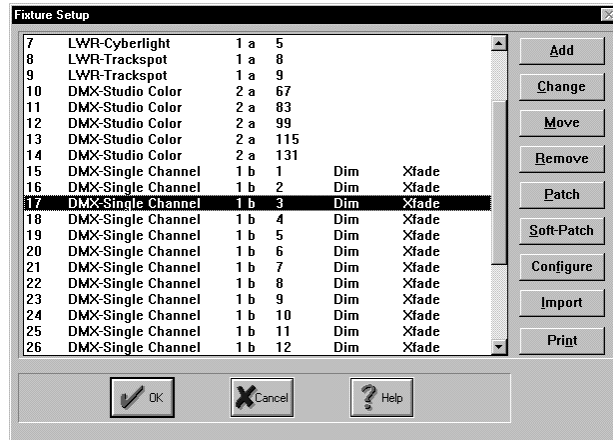 Fixture Setup
7 LWR-Cyberlight 1 a 5
8 LWR-Trackspot 1 a 8
9 LWR-Trackspot 1 a 9
10 DMX-Studio Color 2 a 67
11 DMX-Studio Color 2 a 83
12 DMX-Studio Color 2 a 99
13 DMX-Studio Color 2 a 115
14 DMX-Studio Color 2 a 131
15 DMX-Single Channel 1 b 1 Dim Xfade
16 DMX-Single Channel 1 b 2 Dim Xfade
17 DMX-Single Channel 1 b 3 Dim Xfade
18 DMX-Single Channel 1 b 4 Dim Xfade
19 DMX-Single Channel 1 b 5 Dim Xfade
20 DMX-Single Channel 1 b 6 Dim Xfade
21 DMX-Single Channel 1 b 7 Dim Xfade
22 DMX-Single Channel 1 b 8 Dim Xfade
23 DMX-Single Channel 1 b 9 Dim Xfade
24 DMX-Single Channel 1 b 10 Dim Xfade
25 DMX-Single Channel 1 b 11 Dim Xfade
26 DMX-Single Channel 1 b 12 Dim Xfade
Add
Change
Move
Remove
Patch
Soft-Patch
Configure
Import
Print
OK
Cancel
Help